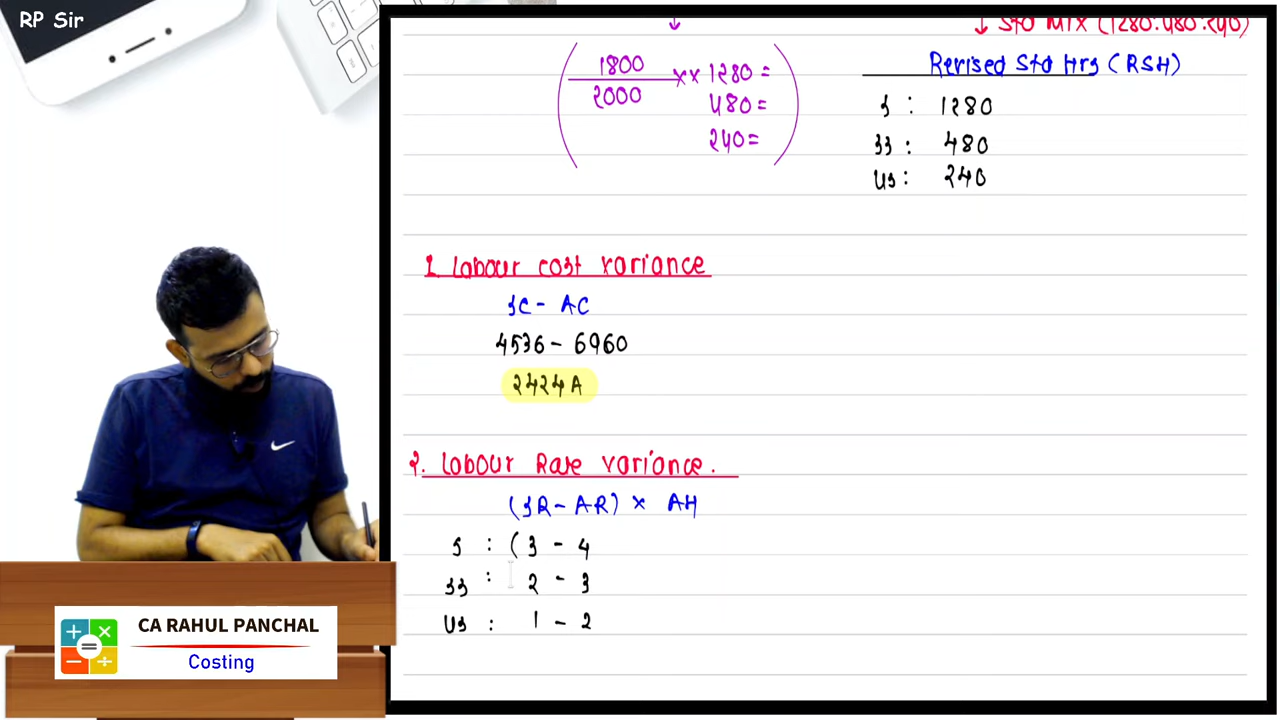 RP Sir
↓ Std Mix (1280:480:240)
↓
Revised Std Hrs (RSH)
1800
2000
×× 1280 =
480 =
240 =
S : 1280
SS : 480
US : 240
1. Labour cost variance
SC - AC
4536 - 6960
2424 A
2. Labour Rate variance.
(SR - AR) × AH
S : (3 - 4
SS : 2 - 3
US : 1 - 2
CA RAHUL PANCHAL
Costing